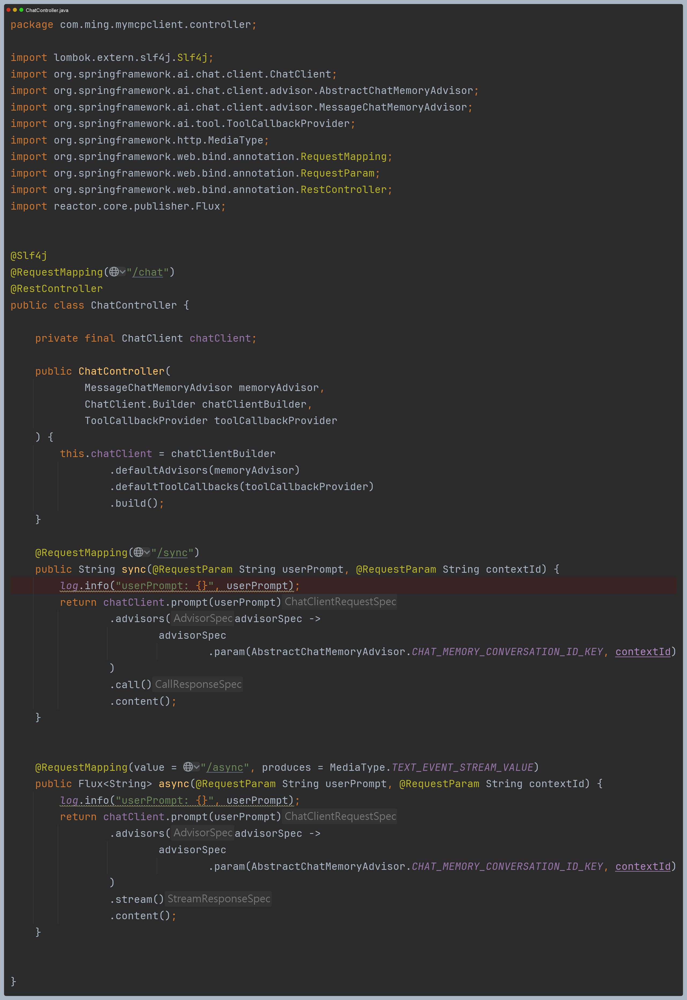 ChatController.java
package com.ming.mymcpclient.controller;
import lombok.extern.slf4j.Slf4j;
import org.springframework.ai.chat.client.ChatClient;
import org.springframework.ai.chat.client.advisor.AbstractChatMemoryAdvisor;
import org.springframework.ai.chat.client.advisor.MessageChatMemoryAdvisor;
import org.springframework.ai.tool.ToolCallbackProvider;
import org.springframework.http.MediaType;
import org.springframework.web.bind.annotation.RequestMapping;
import org.springframework.web.bind.annotation.RequestParam;
import org.springframework.web.bind.annotation.RestController;
import reactor.core.publisher.Flux;
@Slf4j
@RequestMapping("/chat")
@RestController
public class ChatController {
    private final ChatClient chatClient;
    public ChatController(
            MessageChatMemoryAdvisor memoryAdvisor,
            ChatClient.Builder chatClientBuilder,
            ToolCallbackProvider toolCallbackProvider
    ) {
        this.chatClient = chatClientBuilder
                .defaultAdvisors(memoryAdvisor)
                .defaultToolCallbacks(toolCallbackProvider)
                .build();
    }
    @RequestMapping("/sync")
    public String sync(@RequestParam String userPrompt, @RequestParam String contextId) {
        log.info("userPrompt: {}", userPrompt);
        return chatClient.prompt(userPrompt) ChatClientRequestSpec
                .advisors( AdvisorSpec advisorSpec ->
                        advisorSpec
                                .param(AbstractChatMemoryAdvisor.CHAT_MEMORY_CONVERSATION_ID_KEY, contextId)
                )
                .call() CallResponseSpec
                .content();
    }
    @RequestMapping(value = "/async", produces = MediaType.TEXT_EVENT_STREAM_VALUE)
    public Flux<String> async(@RequestParam String userPrompt, @RequestParam String contextId) {
        log.info("userPrompt: {}", userPrompt);
        return chatClient.prompt(userPrompt) ChatClientRequestSpec
                .advisors( AdvisorSpec advisorSpec ->
                        advisorSpec
                                .param(AbstractChatMemoryAdvisor.CHAT_MEMORY_CONVERSATION_ID_KEY, contextId)
                )
                .stream() StreamResponseSpec
                .content();
    }
}